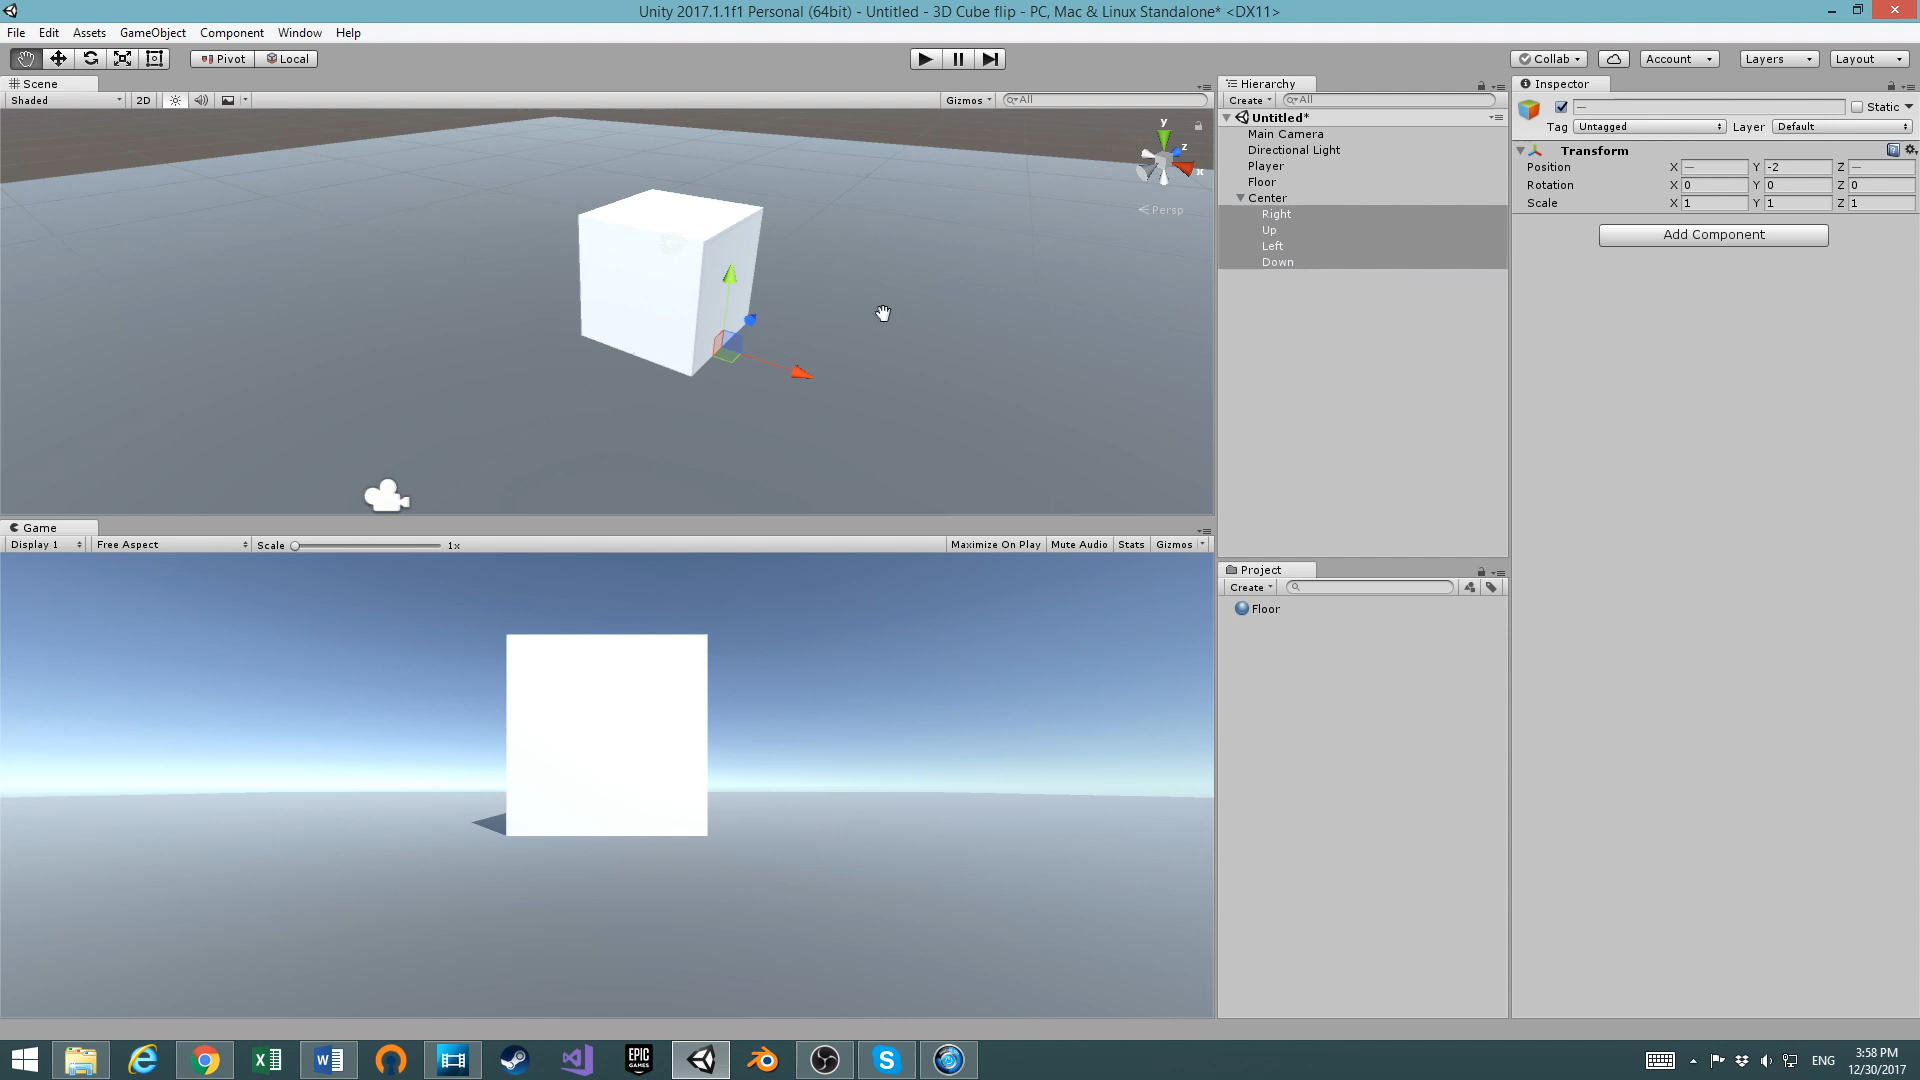 Unity 2017.1.1f1 Personal (64bit) - Untitled - 3D Cube flip - PC, Mac & Linux Standalone* <DX11>
File Edit Assets GameObject Component Window Help
Pivot Local Collab Account Layers Layout
Scene
Shaded 2D Gizmos All
y
z
x
Persp
Game
Display 1 Free Aspect Scale 1x Maximize On Play Mute Audio Stats Gizmos
Hierarchy
Create All
Untitled*
Main Camera
Directional Light
Player
Floor
Center
Right
Up
Left
Down
Project
Create
Floor
Inspector
— Static
Tag Untagged Layer Default
Transform
Position X — Y -2 Z —
Rotation X 0 Y 0 Z 0
Scale X 1 Y 1 Z 1
Add Component
EPIC
GAMES
ENG
3:58 PM
12/30/2017